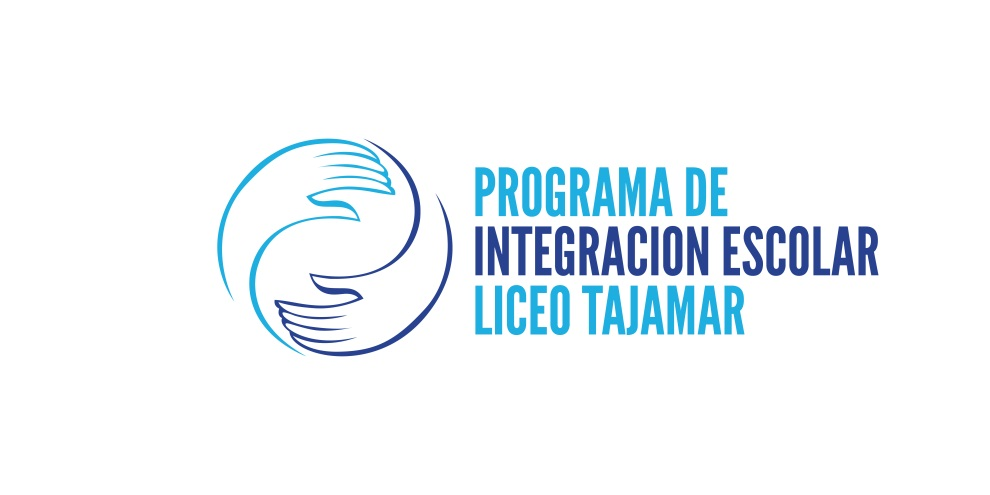 PROGRAMA DE
INTEGRACION ESCOLAR
LICEO TAJAMAR